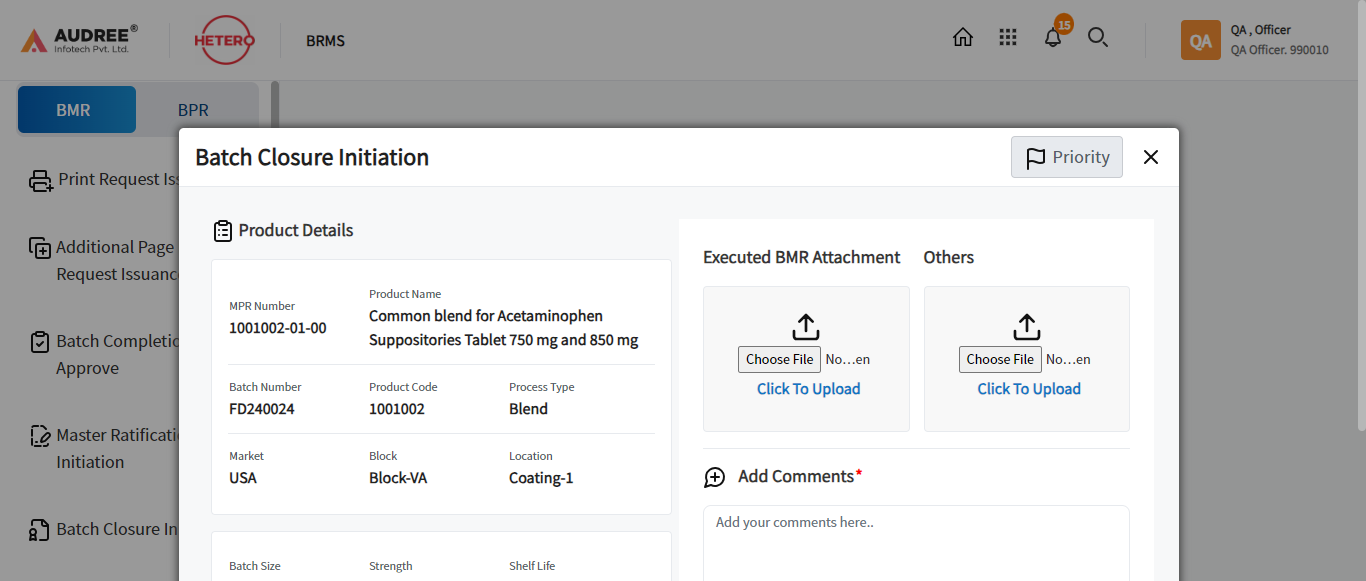 AUDREE®
Infotech Pvt. Ltd.
HETERO
BRMS
15
QA
QA , Officer
QA Officer. 990010
BMR
BPR
Print Request Iss
Additional Page
Request Issuanc
Batch Completic
Approve
Master Ratificati
Initiation
Batch Closure In
Batch Closure Initiation
Priority
Product Details
MPR Number
1001002-01-00
Product Name
Common blend for Acetaminophen
Suppositories Tablet 750 mg and 850 mg
Batch Number
FD240024
Product Code
1001002
Process Type
Blend
Market
USA
Block
Block-VA
Location
Coating-1
Batch Size
Strength
Shelf Life
Executed BMR Attachment
Choose File No...en
Click To Upload
Others
Choose File No...en
Click To Upload
Add Comments*
Add your comments here..